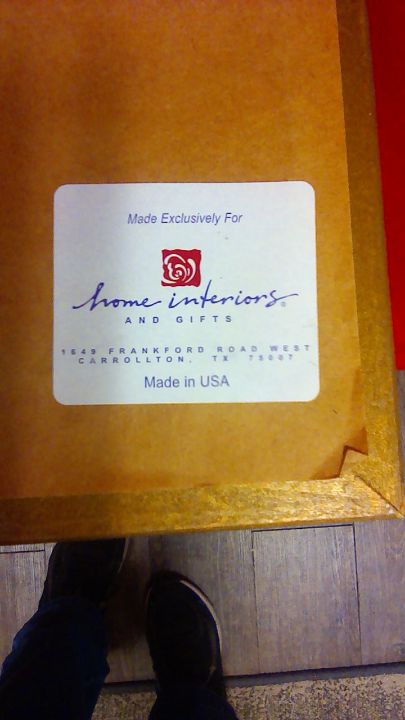 Made Exclusively For
home interiors®
AND GIFTS
1649 FRANKFORD ROAD WEST
CARROLLTON, TX 75007
Made in USA